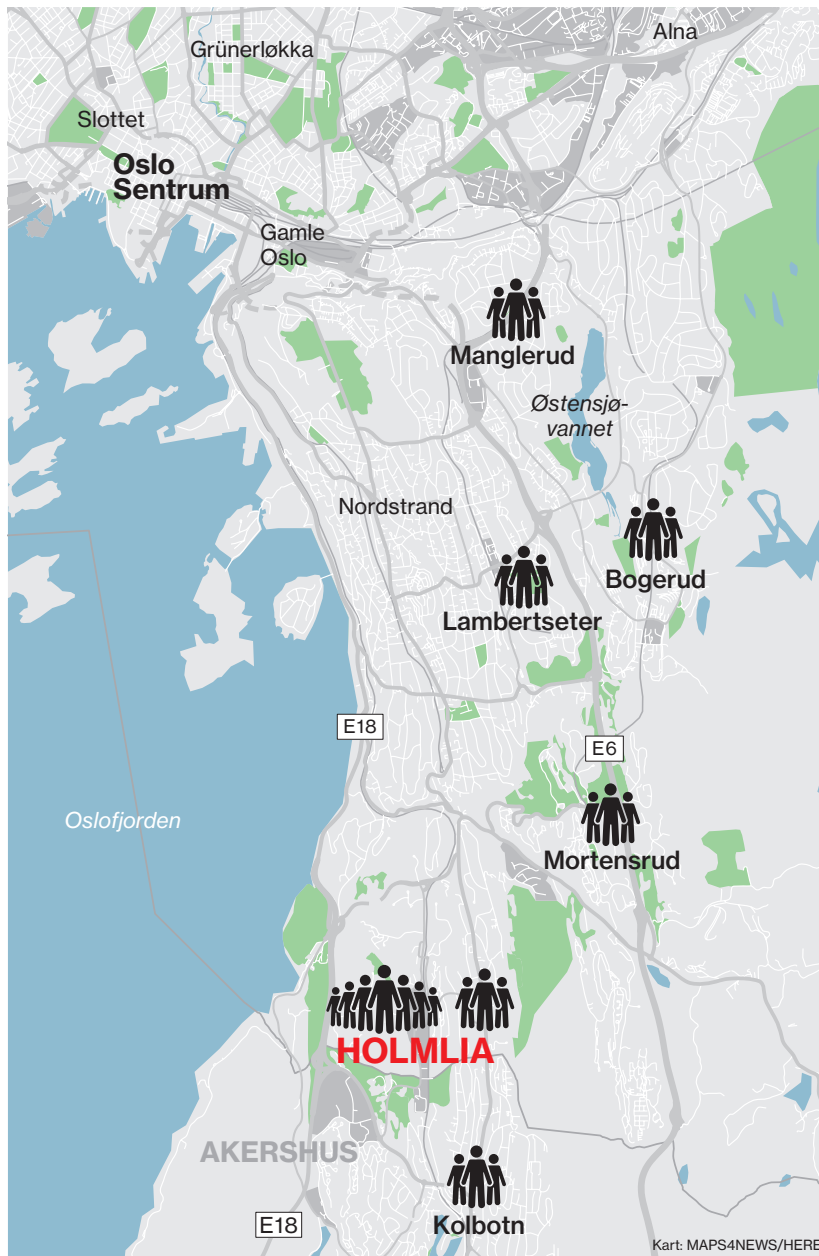 Grünerløkka
Alna
Slottet
Oslo
Sentrum
Gamle
Oslo
Manglerud
Østensjø-
vannet
Nordstrand
Bogerud
Lambertseter
E18
E6
Oslofjorden
Mortensrud
HOLMLIA
AKERSHUS
E18
Kolbotn
Kart: MAPS4NEWS/HERE